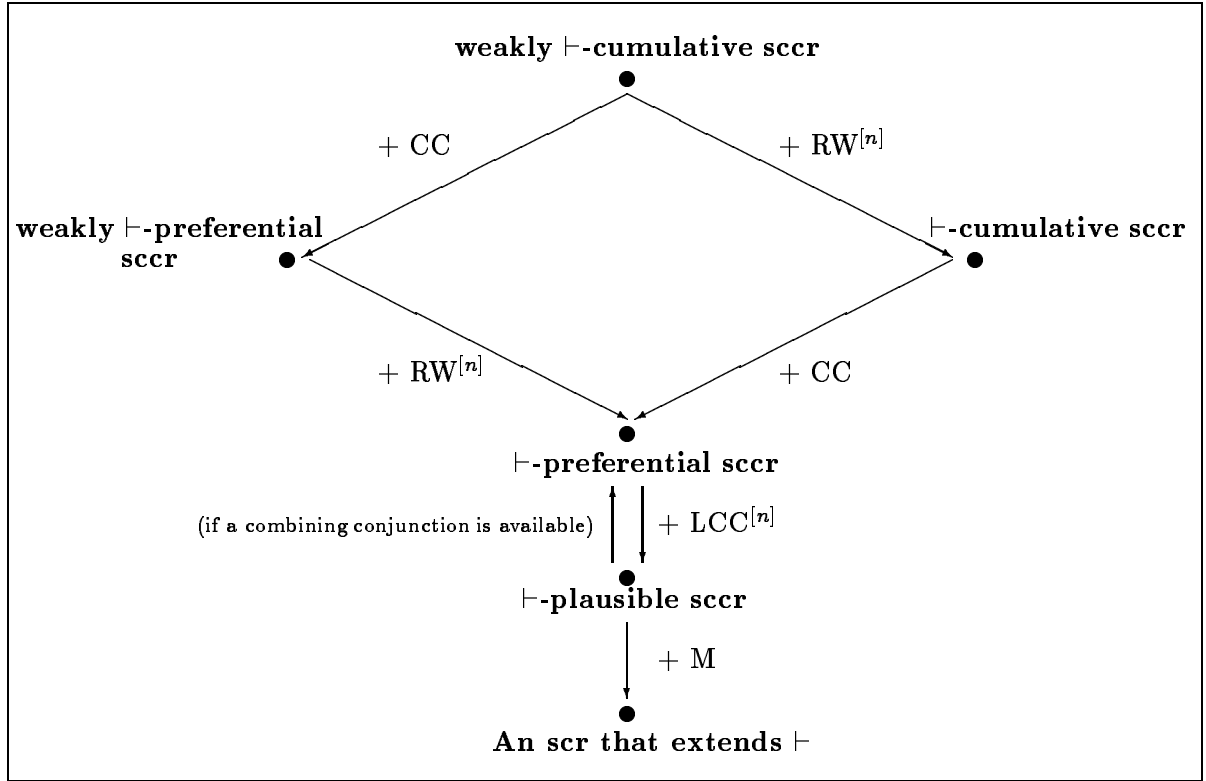 weakly ⊢-cumulative sccr
+ CC
+ RW[n]
weakly ⊢-preferential
sccr
⊢-cumulative sccr
+ RW[n]
+ CC
⊢-preferential sccr
(if a combining conjunction is available)
+ LCC[n]
⊢-plausible sccr
+ M
An scr that extends ⊢